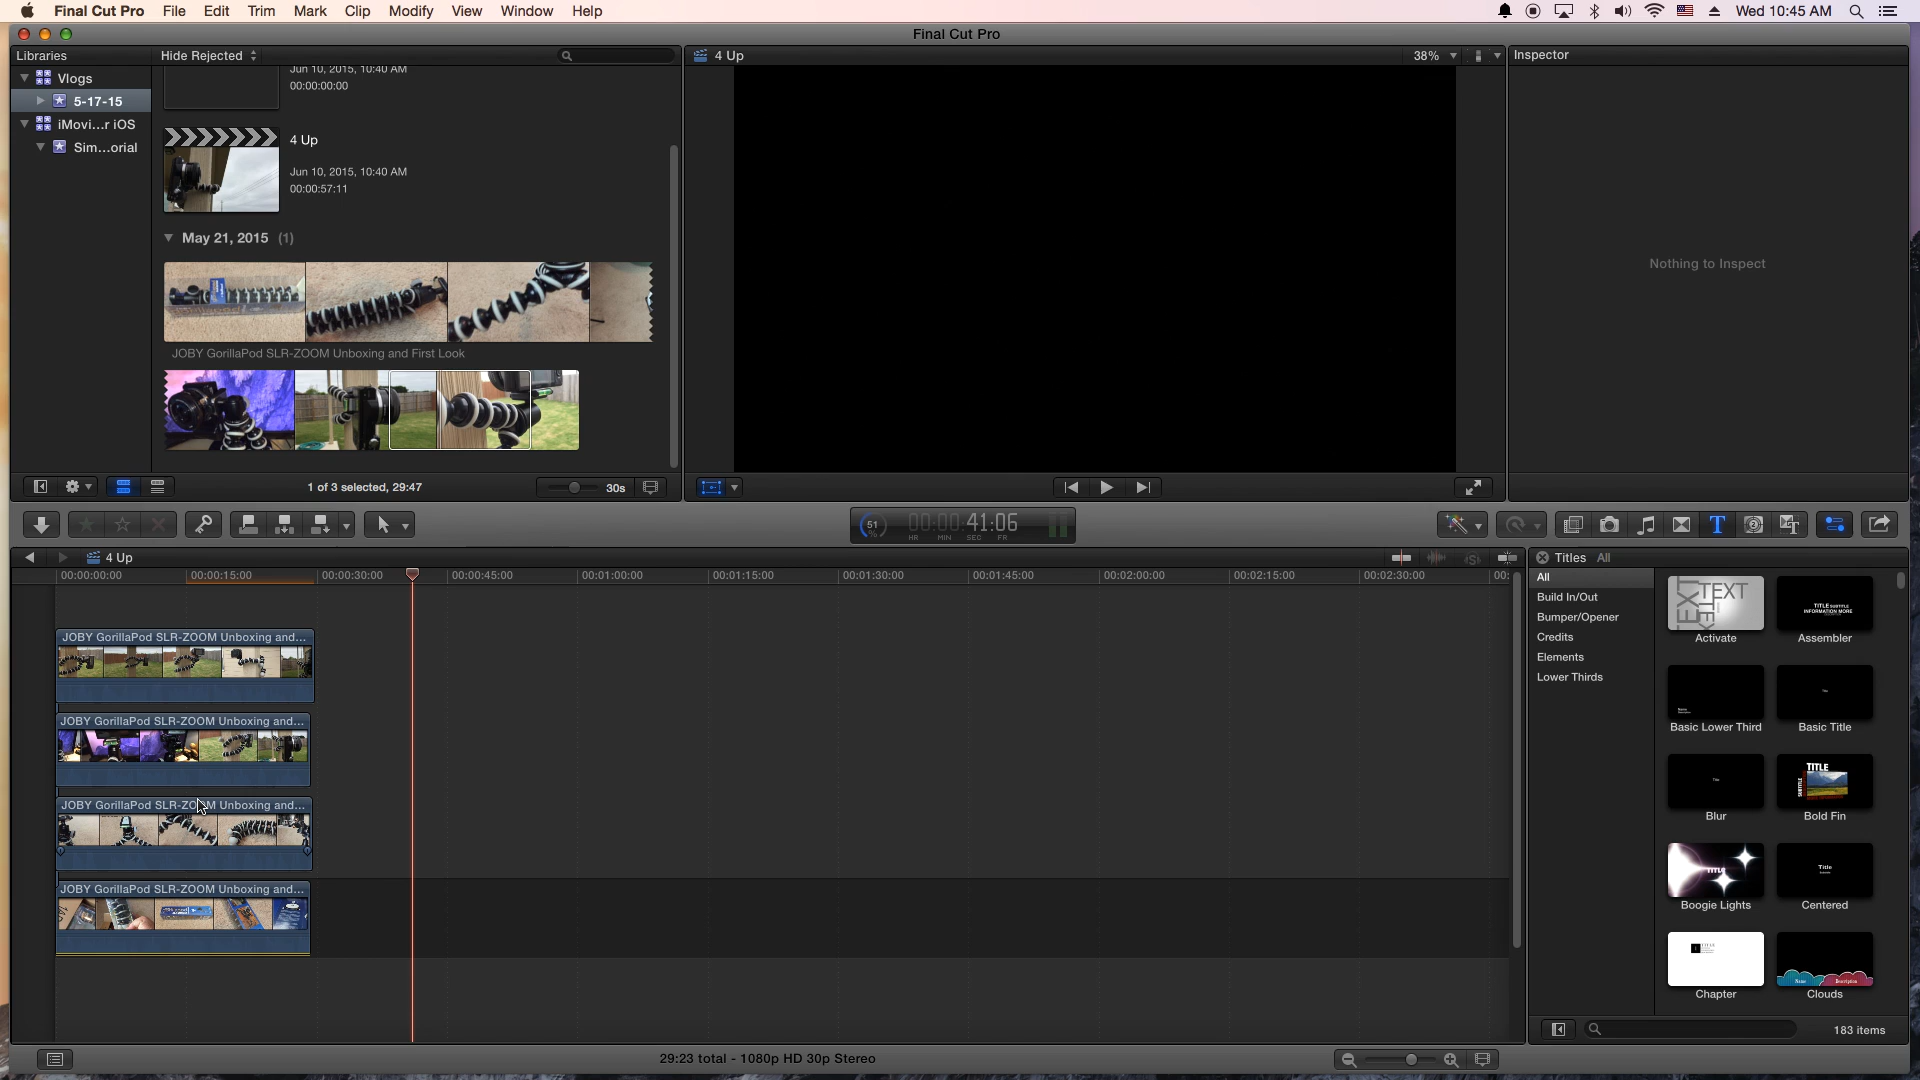 Final Cut Pro File Edit Trim Mark Clip Modify View Window Help Wed 10:45 AM
Final Cut Pro
Libraries Hide Rejected 4 Up 38% Inspector
Vlogs
5-17-15
iMovi...r iOS
Sim...orial
Jun 10, 2015, 10:40 AM
00:00:00:00
4 Up
Jun 10, 2015, 10:40 AM
00:00:57:11
May 21, 2015 (1)
JOBY GorillaPod SLR-ZOOM Unboxing and First Look
Nothing to Inspect
1 of 3 selected, 29:47 30s
51 % 00:00:41:06
HR MIN SEC FR
4 Up
00:00:00:00 00:00:15:00 00:00:30:00 00:00:45:00 00:01:00:00 00:01:15:00 00:01:30:00 00:01:45:00 00:02:00:00 00:02:15:00 00:02:30:00 00:
JOBY GorillaPod SLR-ZOOM Unboxing and...
JOBY GorillaPod SLR-ZOOM Unboxing and...
JOBY GorillaPod SLR-ZOOM Unboxing and...
JOBY GorillaPod SLR-ZOOM Unboxing and...
Titles All
All
Build In/Out
Bumper/Opener
Credits
Elements
Lower Thirds
TEXT
Activate
TITLE SUBTITLE
INFORMATION MORE
Assembler
Basic Lower Third
Title
Basic Title
Title
Blur
TITLE
SUBTITLE
Bold Fin
TITLE
Boogie Lights
Title
Centered
Chapter
Name Description
Clouds
183 items
29:23 total - 1080p HD 30p Stereo